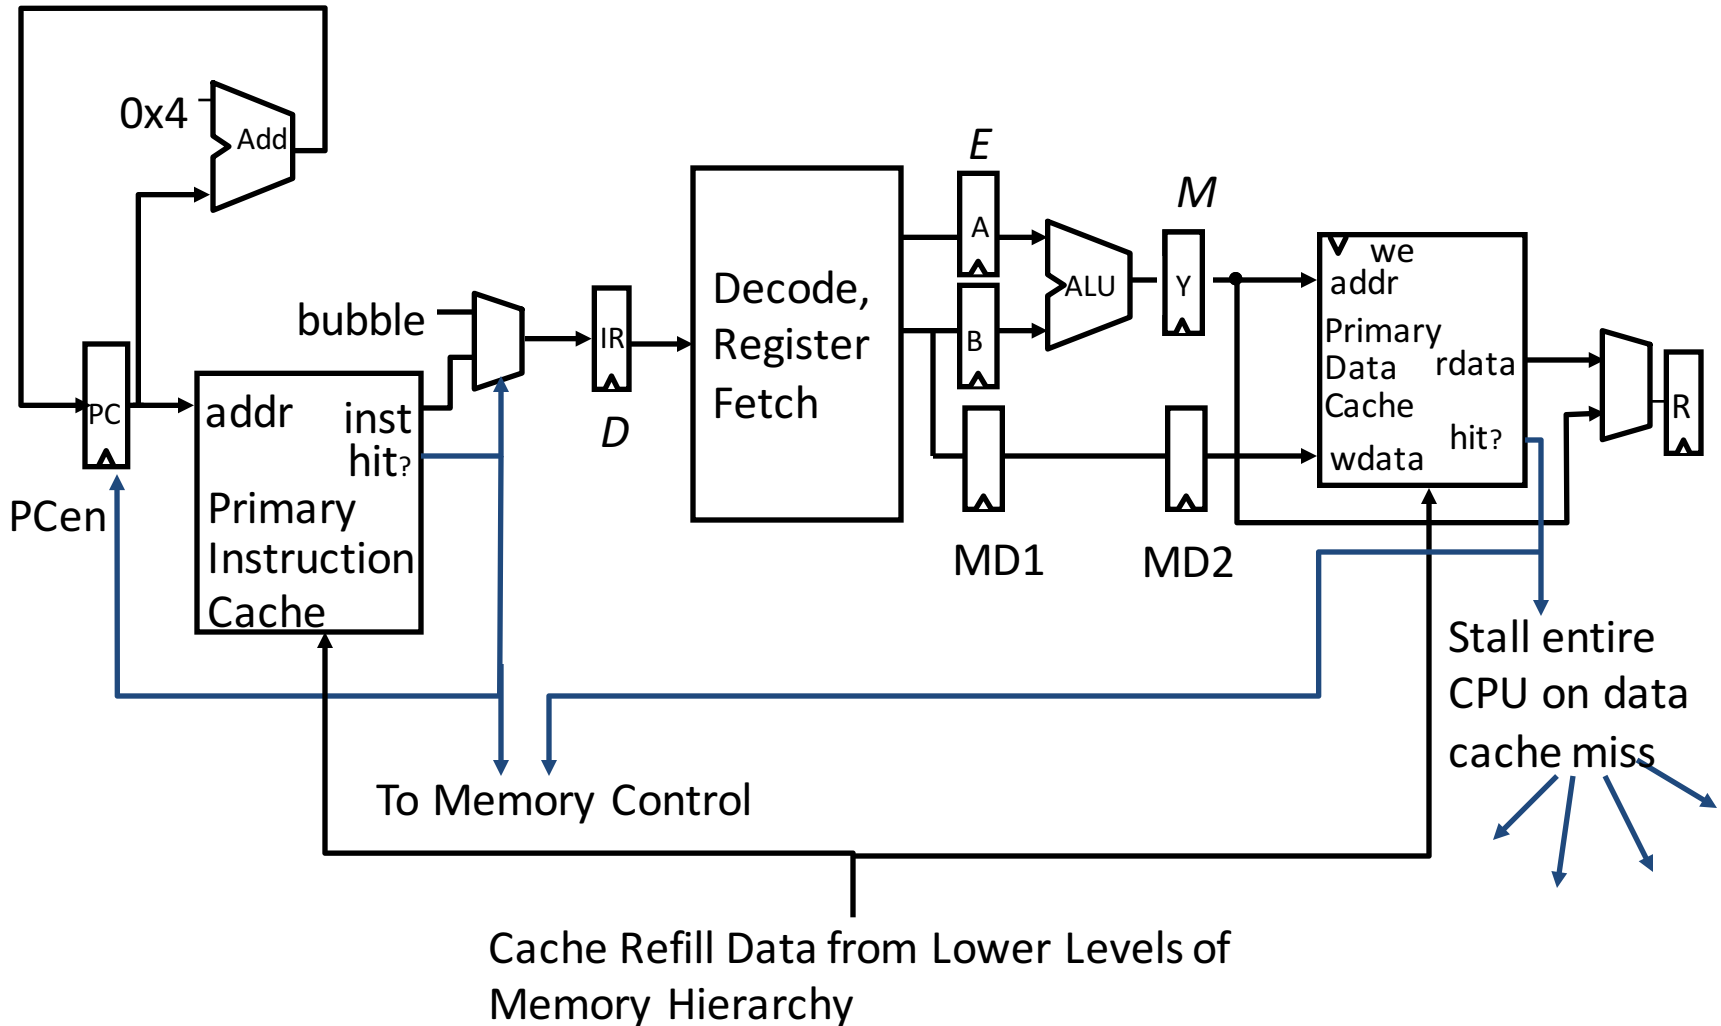 0x4
Add
E
M
A
we
addr
Decode,
Register
Fetch
ALU
Y
bubble
IR
B
Primary
Data
Cache
rdata
PC
addr
inst
hit?
D
R
hit?
wdata
PCen
Primary
Instruction
Cache
MD1
MD2
Stall entire
CPU on data
cache miss
To Memory Control
Cache Refill Data from Lower Levels of
Memory Hierarchy